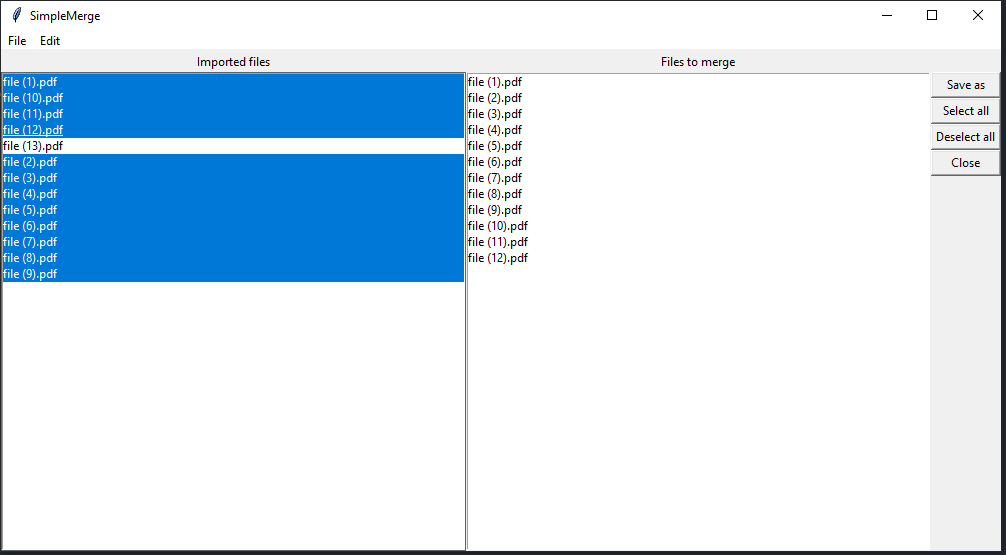 SimpleMerge
File Edit
Imported files
file (1).pdf
file (10).pdf
file (11).pdf
file (12).pdf
file (13).pdf
file (2).pdf
file (3).pdf
file (4).pdf
file (5).pdf
file (6).pdf
file (7).pdf
file (8).pdf
file (9).pdf
Files to merge
file (1).pdf
file (2).pdf
file (3).pdf
file (4).pdf
file (5).pdf
file (6).pdf
file (7).pdf
file (8).pdf
file (9).pdf
file (10).pdf
file (11).pdf
file (12).pdf
Save as
Select all
Deselect all
Close